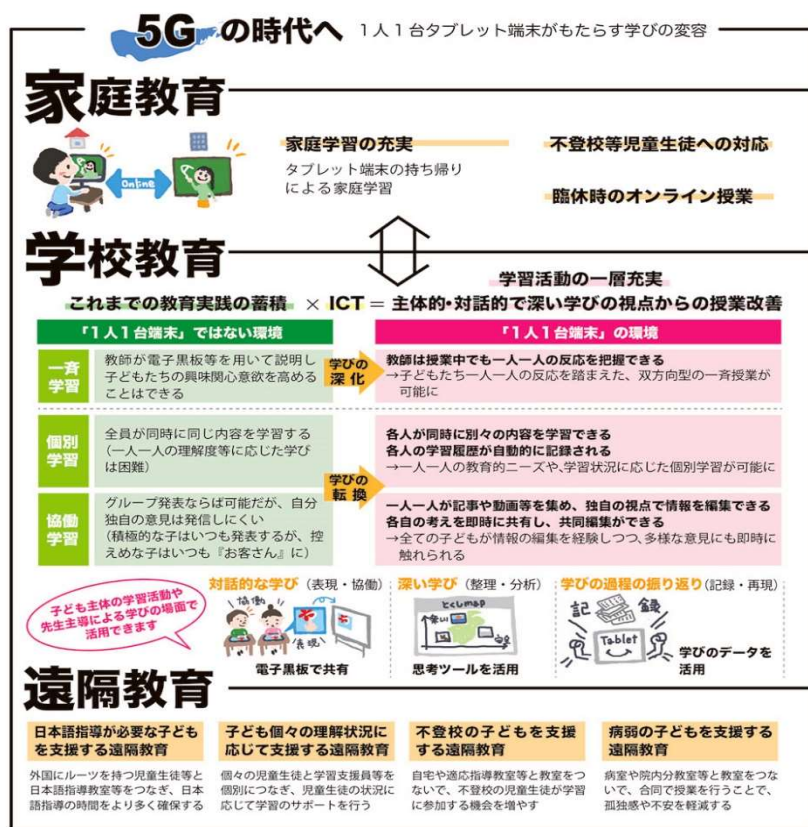 5Gの時代へ 1人1台タブレット端末がもたらす学びの変容
家庭教育
Online
家庭学習の充実
タブレット端末の持ち帰り
による家庭学習
不登校等児童生徒への対応
臨休時のオンライン授業
学校教育
学習活動の一層充実
これまでの教育実践の蓄積 × ICT = 主体的・対話的で深い学びの視点からの授業改善
「1人1台端末」ではない環境
「1人1台端末」の環境
一斉
学習
教師が電子黒板等を用いて説明し
子どもたちの興味関心意欲を高める
ことはできる
学びの
深化
教師は授業中でも一人一人の反応を把握できる
→子どもたち一人一人の反応を踏まえた、双方向型の一斉授業が
可能に
個別
学習
全員が同時に同じ内容を学習する
(一人一人の理解度等に応じた学び
は困難)
学びの
転換
各人が同時に別々の内容を学習できる
各人の学習履歴が自動的に記録される
→一人一人の教育的ニーズや、学習状況に応じた個別学習が可能に
協働
学習
グループ発表ならば可能だが、自分
独自の意見は発信しにくい
(積極的な子はいつも発表するが、控
えめな子はいつも『お客さん』に)
一人一人が記事や動画等を集め、独自の視点で情報を編集できる
各自の考えを即時に共有し、共同編集ができる
→全ての子どもが情報の編集を経験しつつ、多様な意見にも即時に
触れられる
子ども主体の学習活動や
先生主導による学びの場面で
活用できます
対話的な学び(表現・協働)
協働
表現
電子黒板で共有
深い学び(整理・分析)
とくしmap
思考ツールを活用
学びの過程の振り返り(記録・再現)
記録
Tablet
学びのデータを
活用
遠隔教育
日本語指導が必要な子ども
を支援する遠隔教育
外国にルーツを持つ児童生徒等と
日本語指導教室等をつなぎ、日本
語指導の時間をより多く確保する
子ども個々の理解状況に
応じて支援する遠隔教育
個々の児童生徒と学習支援員等を
個別につなぎ、児童生徒の状況に
応じて学習のサポートを行う
不登校の子どもを支援
する遠隔教育
自宅や適応指導教室等と教室をつ
ないで、不登校の児童生徒が学習
に参加する機会を増やす
病弱の子どもを支援する
遠隔教育
病室や院内分教室等と教室をつな
いで、合同で授業を行うことで、
孤独感や不安を軽減する